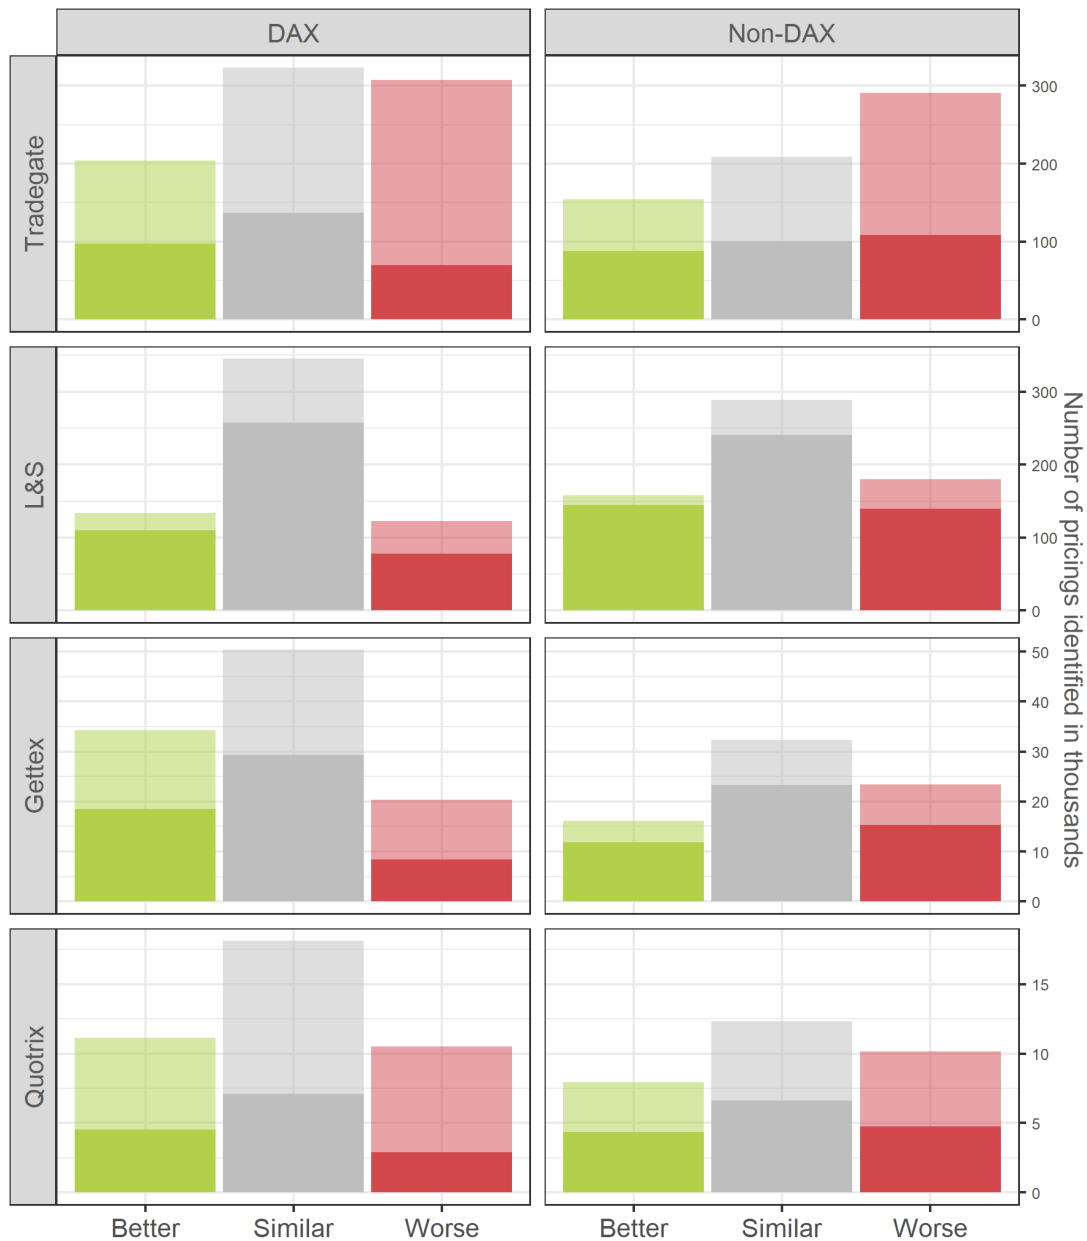 DAX
Non-DAX
Tradegate
300
200
100
0
L&S
300
200
100
0
Gettex
50
40
30
20
10
0
Quotrix
15
10
5
0
Better
Similar
Worse
Better
Similar
Worse
Number of pricings identified in thousands